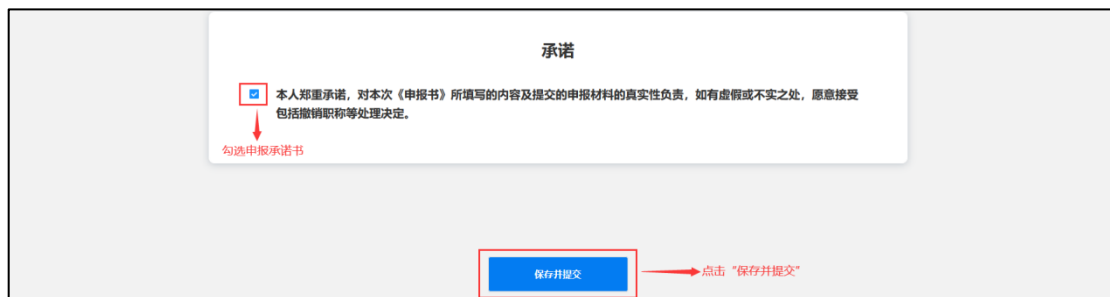 承诺
本人郑重承诺，对本次《申报书》所填写的内容及提交的申报材料的真实性负责，如有虚假或不实之处，愿意接受
包括撤销职称等处理决定。
勾选申报承诺书
保存并提交
点击“保存并提交”